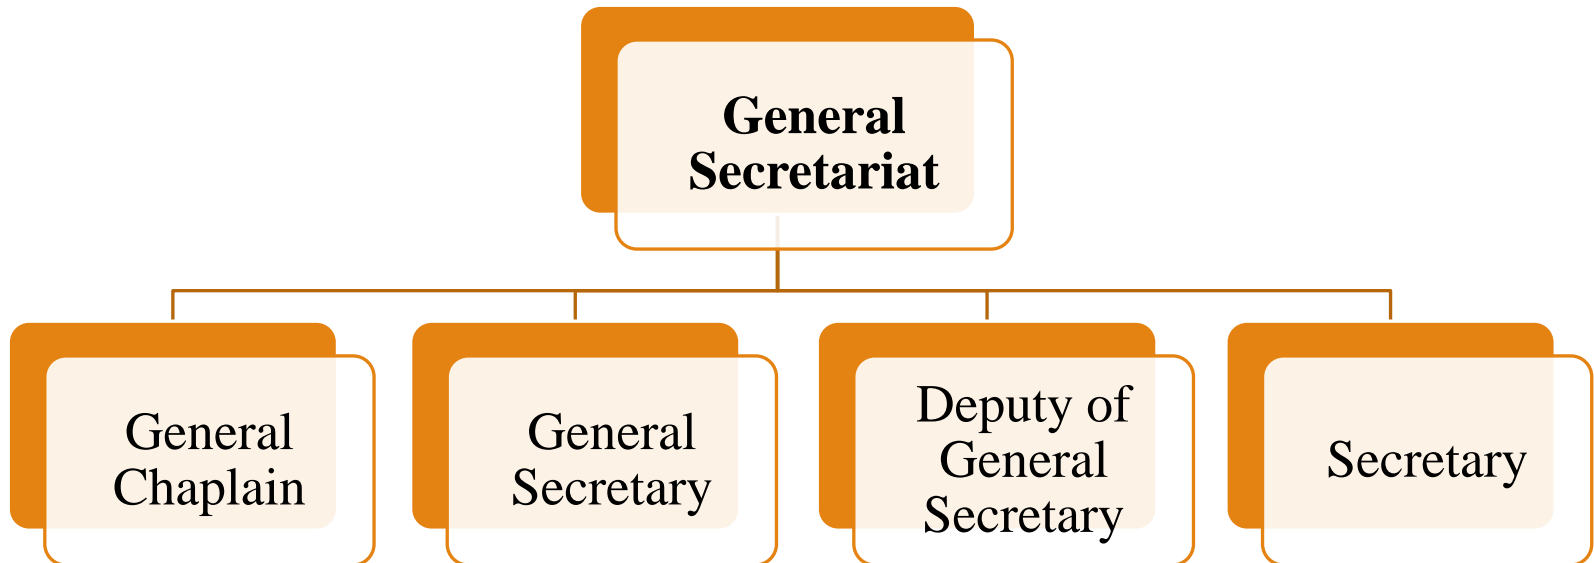 General
Secretariat
General
Chaplain
General
Secretary
Deputy of
General
Secretary
Secretary